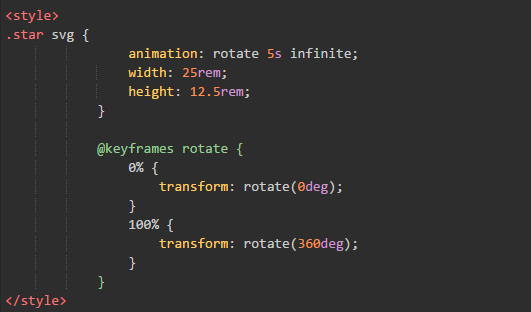 <style>
.star svg {
animation: rotate 5s infinite;
width: 25rem;
height: 12.5rem;
}
@keyframes rotate {
0% {
transform: rotate(0deg);
}
100% {
transform: rotate(360deg);
}
}
</style>